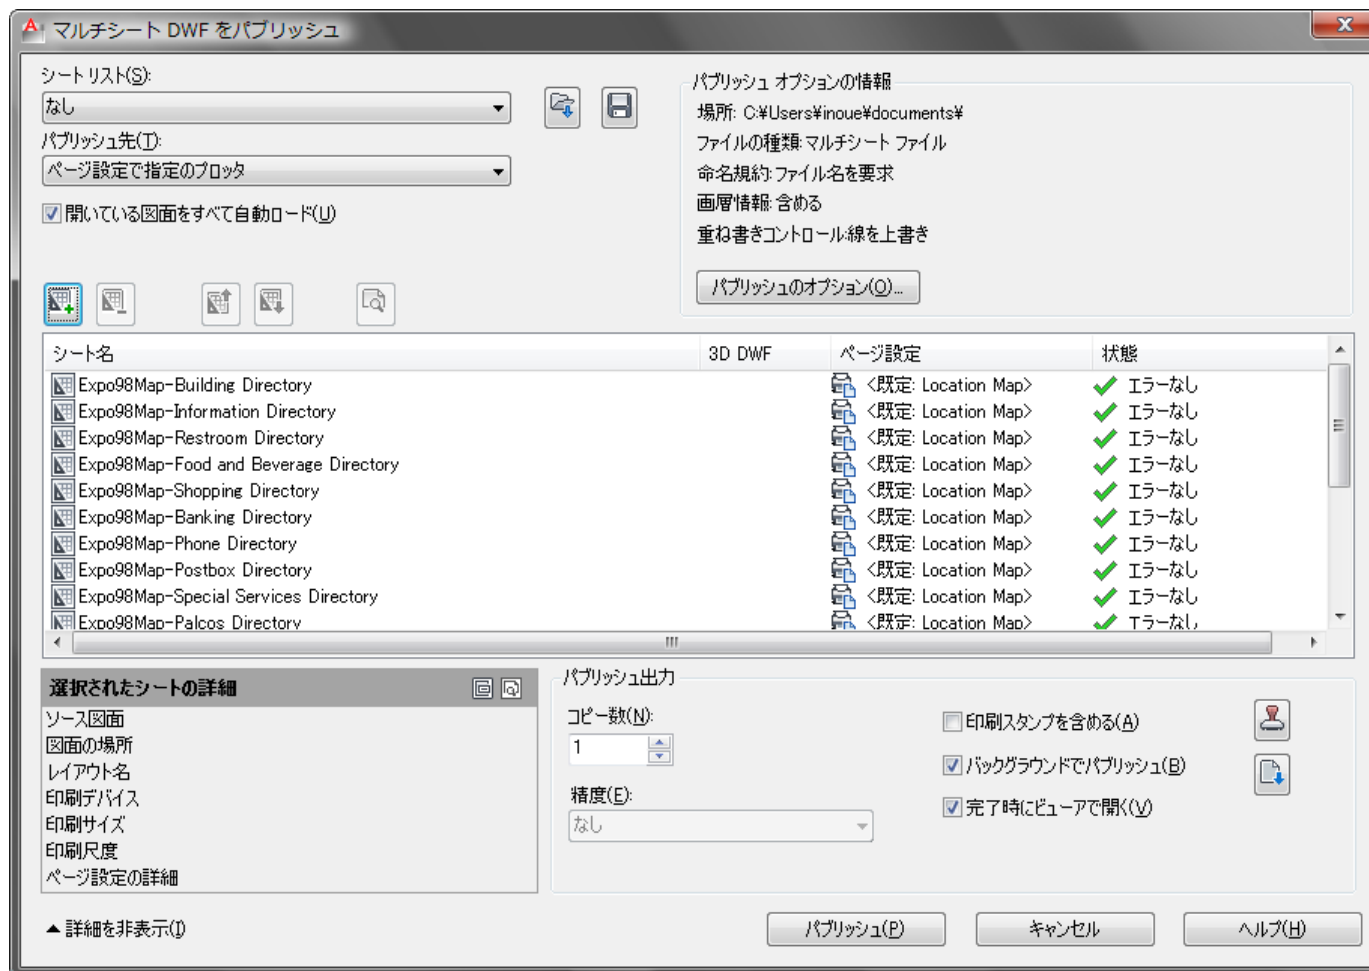 マルチシート DWF をパブリッシュ
シート リスト(S):
なし
パブリッシュ先(T):
ページ設定で指定のプロッタ
開いている図面をすべて自動ロード(U)
パブリッシュ オプションの情報
場所: C:¥Users¥inoue¥documents¥
ファイルの種類:マルチシート ファイル
命名規約:ファイル名を要求
画層情報:含める
重ね書きコントロール:線を上書き
パブリッシュのオプション(O)...
シート名 3D DWF ページ設定 状態
Expo98Map-Building Directory <既定: Location Map> エラーなし
Expo98Map-Information Directory <既定: Location Map> エラーなし
Expo98Map-Restroom Directory <既定: Location Map> エラーなし
Expo98Map-Food and Beverage Directory <既定: Location Map> エラーなし
Expo98Map-Shopping Directory <既定: Location Map> エラーなし
Expo98Map-Banking Directory <既定: Location Map> エラーなし
Expo98Map-Phone Directory <既定: Location Map> エラーなし
Expo98Map-Postbox Directory <既定: Location Map> エラーなし
Expo98Map-Special Services Directory <既定: Location Map> エラーなし
Expo98Map-Palcos Directory <既定: Location Map> エラーなし
選択されたシートの詳細
ソース図面
図面の場所
レイアウト名
印刷デバイス
印刷サイズ
印刷尺度
ページ設定の詳細
パブリッシュ出力
コピー数(N):
1
精度(E):
なし
印刷スタンプを含める(A)
バックグラウンドでパブリッシュ(B)
完了時にビューアで開く(V)
詳細を非表示(I)
パブリッシュ(P)
キャンセル
ヘルプ(H)